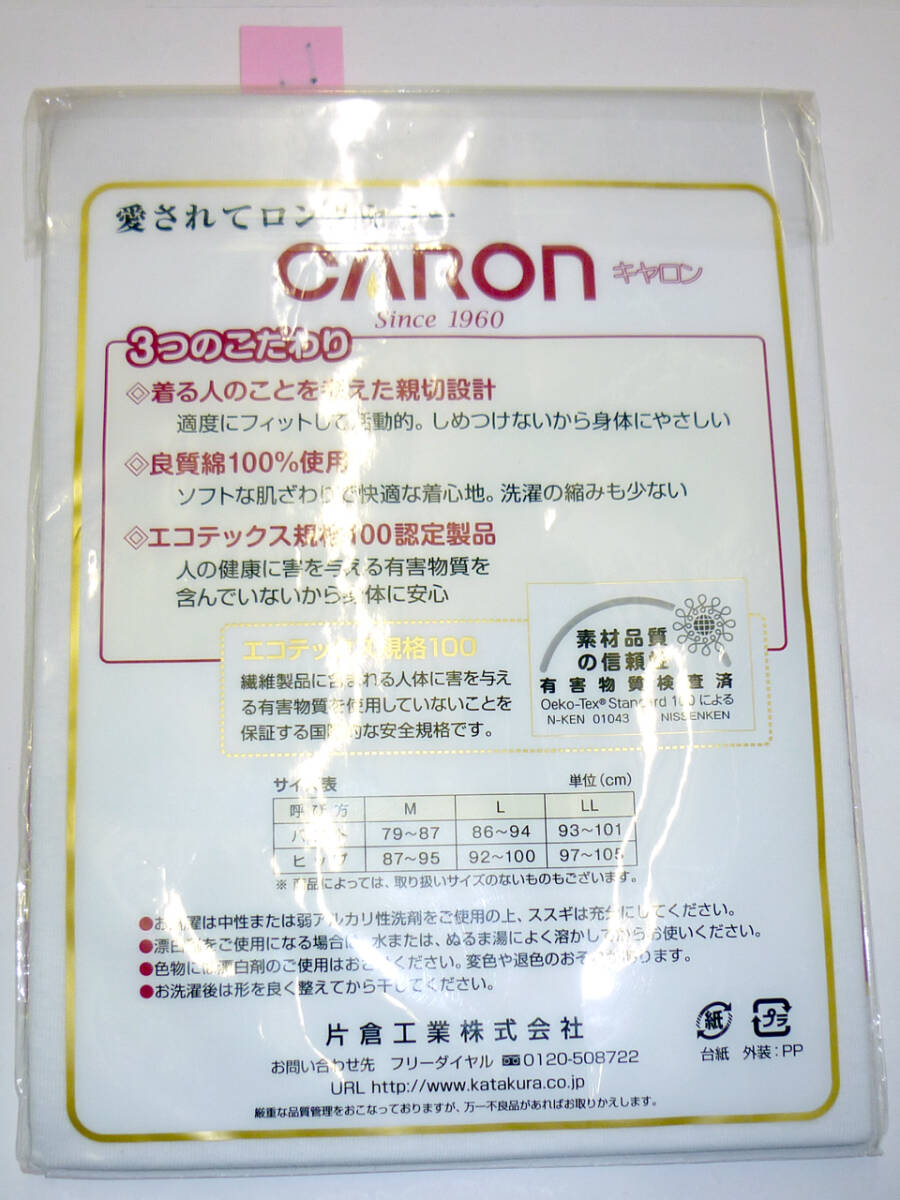 愛されてロングセラー
CARON キャロン
Since 1960
3つのこだわり
◇着る人のことを考えた親切設計
適度にフィットして活動的。しめつけないから身体にやさしい
◇良質綿100%使用
ソフトな肌ざわりで快適な着心地。洗濯の縮みも少ない
◇エコテックス規格100認定製品
人の健康に害を与える有害物質を
含んでいないから身体に安心
エコテックス規格100
繊維製品に含まれる人体に害を与え
る有害物質を使用していないことを
保証する国際的な安全規格です。
素材品質
の信頼性
有害物質検査済
Oeko-Tex® Standard 100 による
N-KEN 01043 NISSENKEN
サイズ表 単位(cm)
呼び方 M L LL
バスト 79~87 86~94 93~101
ヒップ 87~95 92~100 97~105
※ 商品によっては、取り扱いサイズのないものもございます。
●お洗濯は中性または弱アルカリ性洗剤をご使用の上、ススギは充分にしてください。
●漂白剤をご使用になる場合は、水または、ぬるま湯によく溶かしてからお使いください。
●色物には漂白剤のご使用はおさけください。変色や退色のおそれがあります。
●お洗濯後は形を良く整えてから干してください。
片倉工業株式会社
お問い合わせ先 フリーダイヤル 0120-508722
URL http://www.katakura.co.jp
厳重な品質管理をおこなっておりますが、万一不良品があればお取りかえします。
紙 プラ
台紙 外装:PP